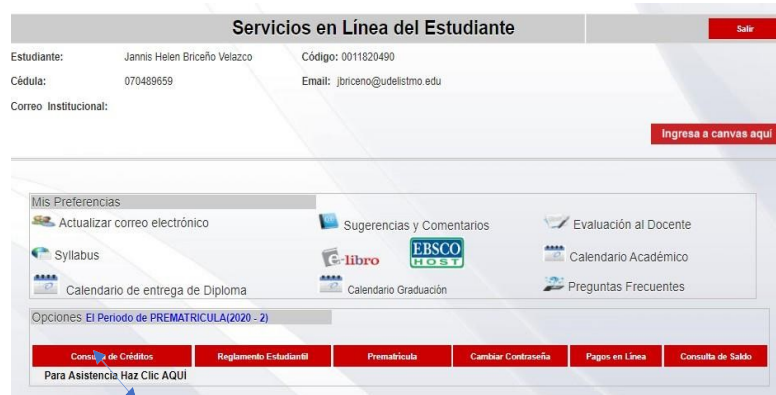 Servicios en Línea del Estudiante
Salir
Estudiante: Jannis Helen Briceño Velazco Código: 0011820490
Cédula: 070489659 Email: jbriceno@udelistmo.edu
Correo Institucional:
Ingresa a canvas aquí
Mis Preferencias
Actualizar correo electrónico Sugerencias y Comentarios Evaluación al Docente
Syllabus e-libro EBSCO HOST Calendario Académico
Calendario de entrega de Diploma Calendario Graduación Preguntas Frecuentes
Opciones El Periodo de PREMATRICULA(2020 - 2)
Consulta de Créditos Reglamento Estudiantil Prematricula Cambiar Contraseña Pagos en Línea Consulta de Saldo
Para Asistencia Haz Clic AQUÍ